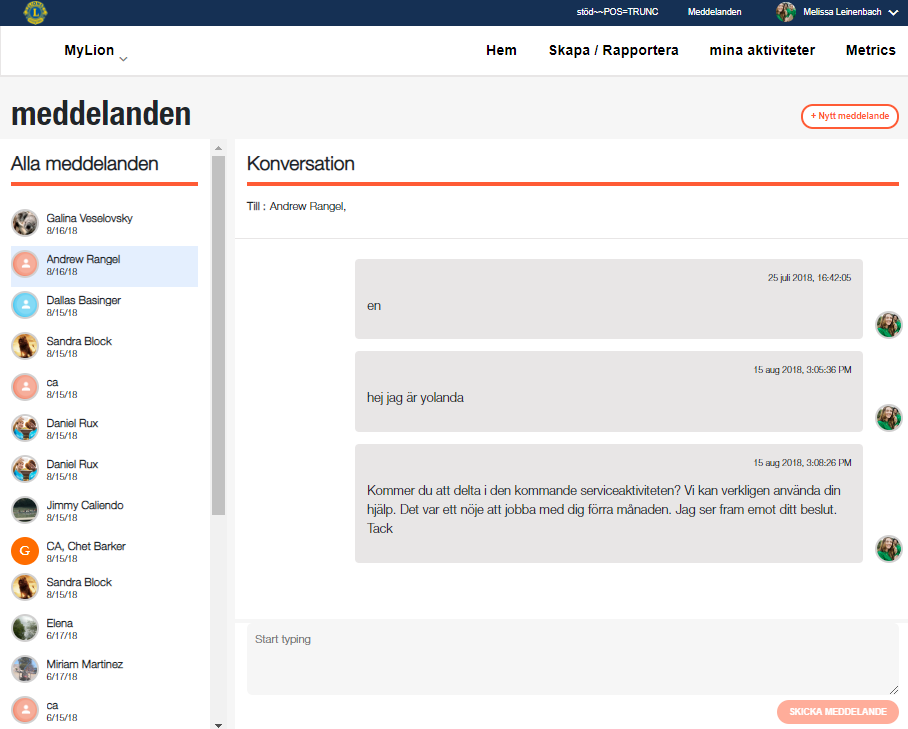 stöd~~POS=TRUNC Meddelanden Melissa Leinenbach
MyLion Hem Skapa / Rapportera mina aktiviteter Metrics
meddelanden
+ Nytt meddelande
Alla meddelanden
Galina Veselovsky
8/16/18
Andrew Rangel
8/16/18
Dallas Basinger
8/15/18
Sandra Block
8/15/18
ca
8/15/18
Daniel Rux
8/15/18
Daniel Rux
8/15/18
Jimmy Caliendo
8/15/18
G
CA, Chet Barker
8/15/18
Sandra Block
8/15/18
Elena
6/17/18
Miriam Martinez
6/17/18
ca
6/15/18
Konversation
Till : Andrew Rangel,
25 juli 2018, 16:42:05
en
15 aug 2018, 3:05:36 PM
hej jag är yolanda
15 aug 2018, 3:08:26 PM
Kommer du att delta i den kommande serviceaktiviteten? Vi kan verkligen använda din
hjälp. Det var ett nöje att jobba med dig förra månaden. Jag ser fram emot ditt beslut.
Tack
Start typing
SKICKA MEDDELANDE